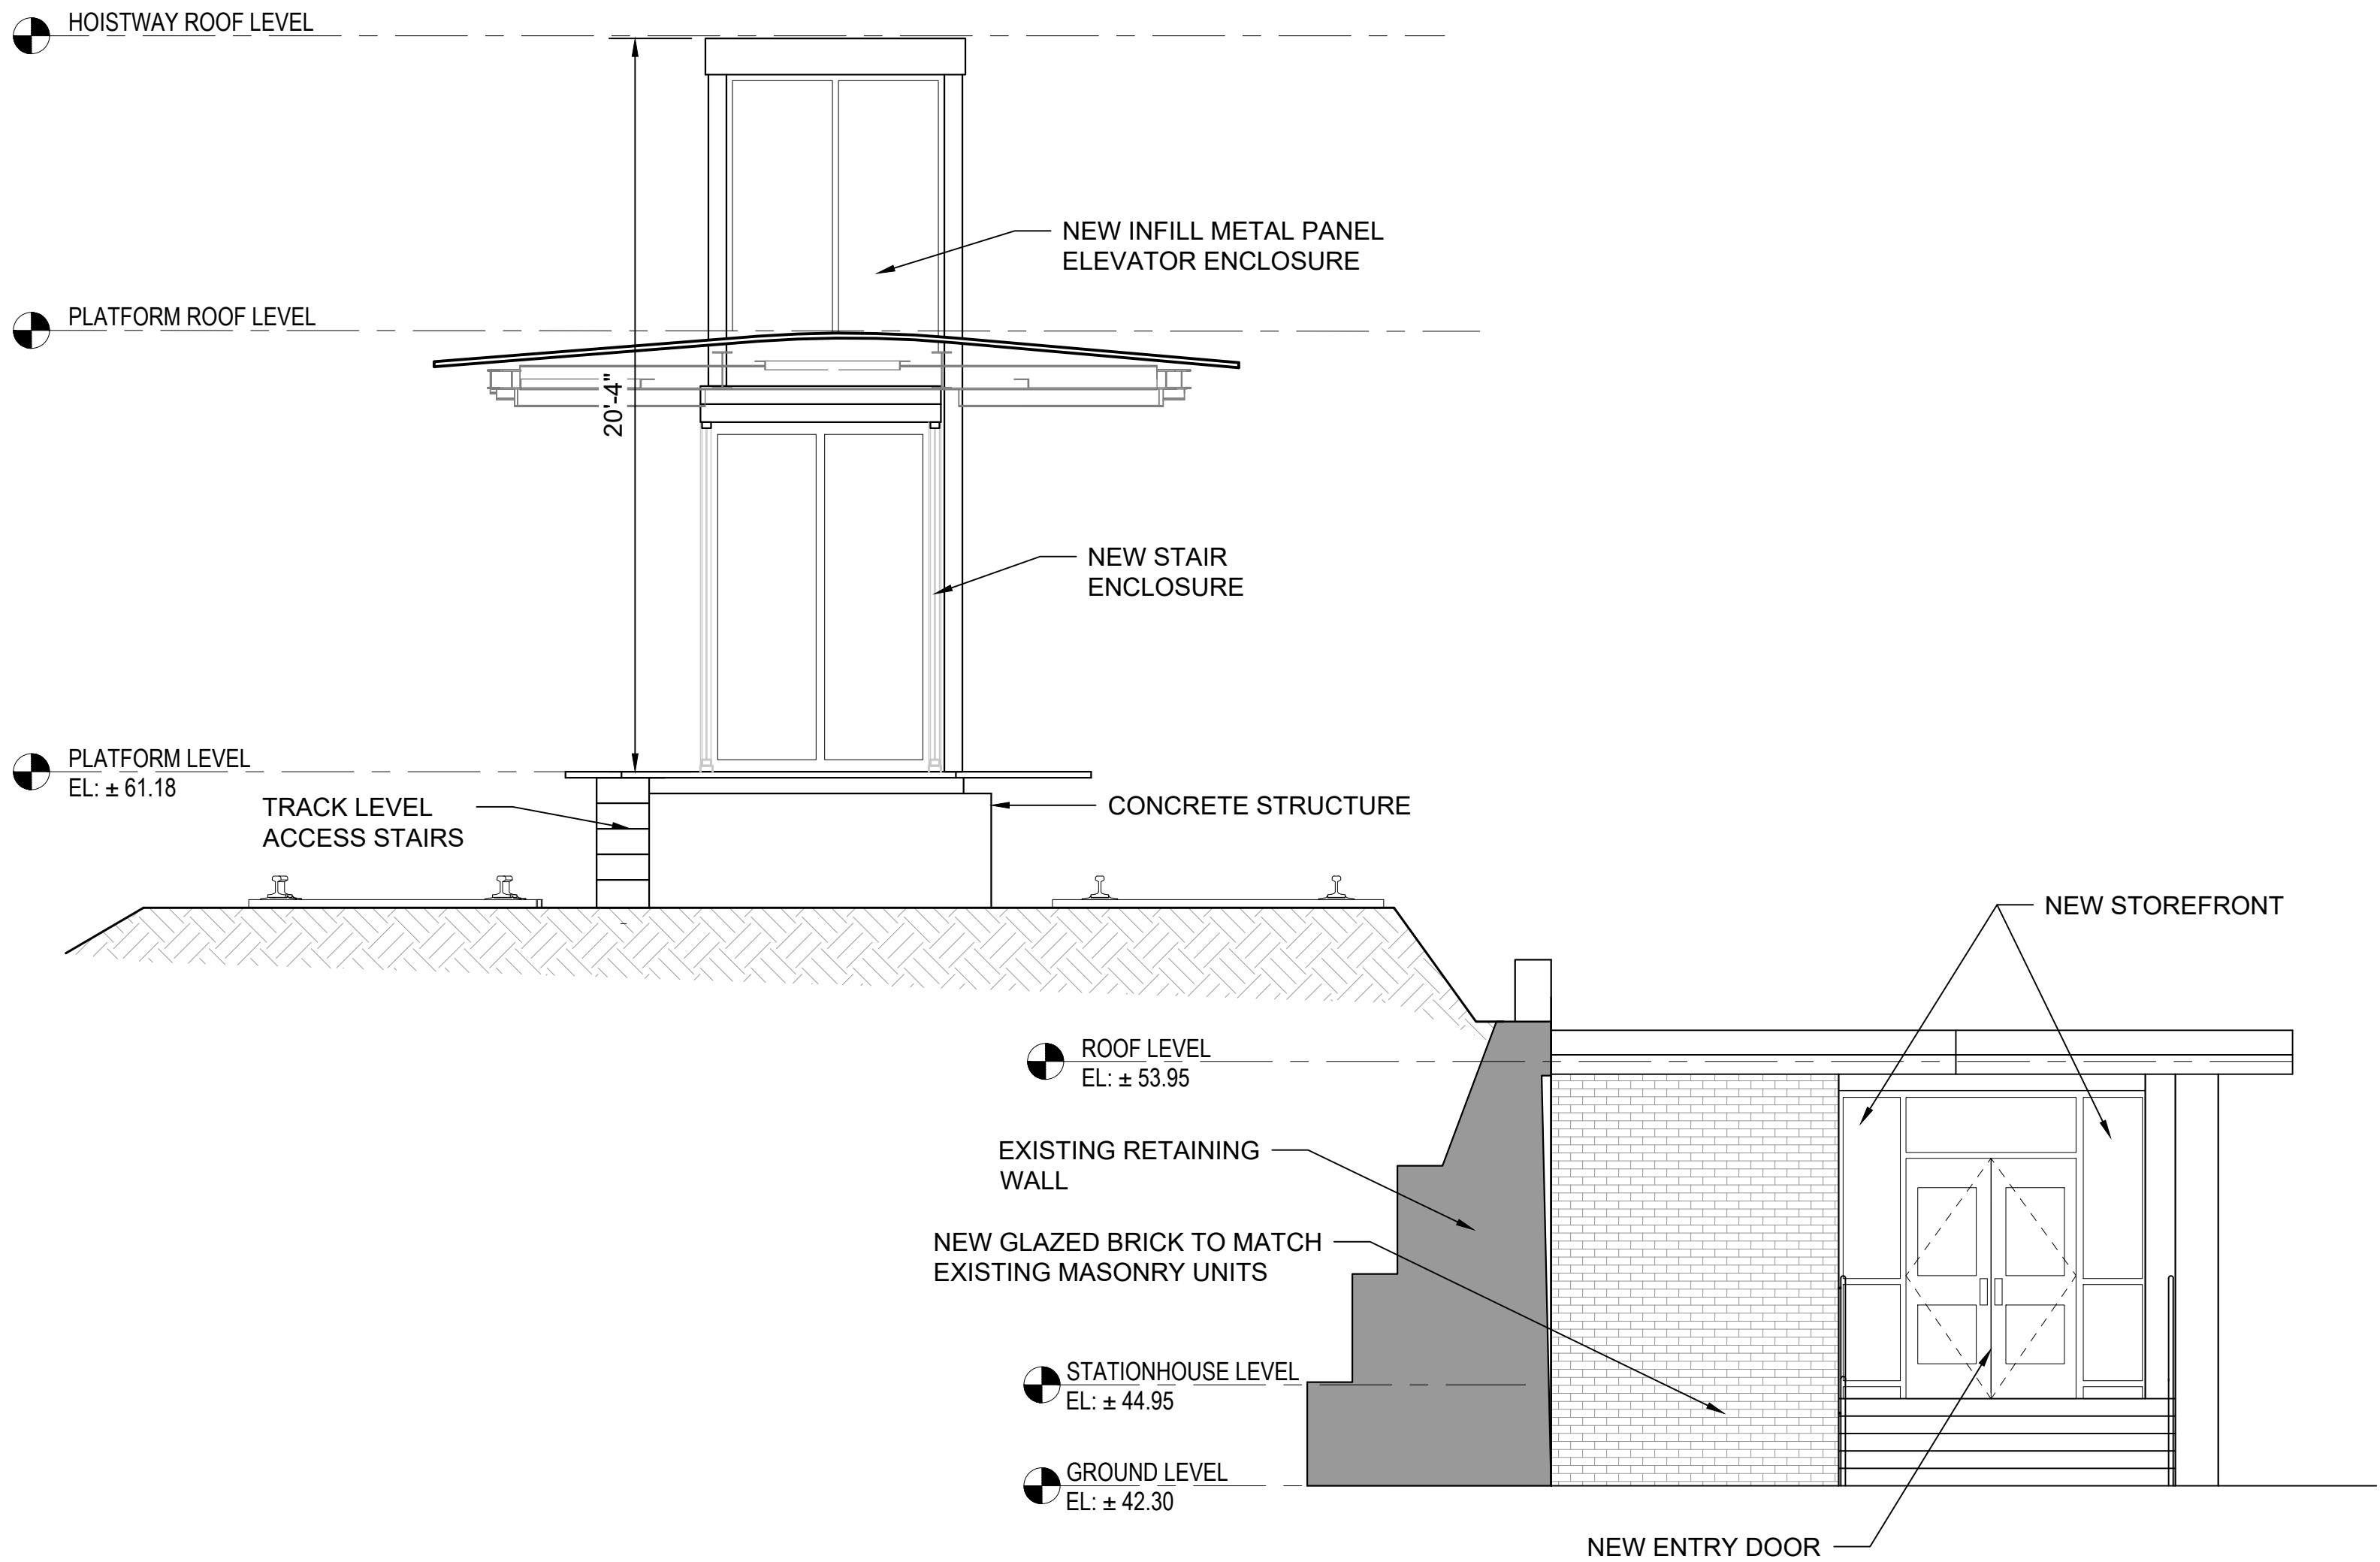 HOISTWAY ROOF LEVEL
NEW INFILL METAL PANEL
ELEVATOR ENCLOSURE
PLATFORM ROOF LEVEL
20'-4"
NEW STAIR
ENCLOSURE
PLATFORM LEVEL
EL: ± 61.18
TRACK LEVEL
ACCESS STAIRS
CONCRETE STRUCTURE
NEW STOREFRONT
ROOF LEVEL
EL: ± 53.95
EXISTING RETAINING
WALL
NEW GLAZED BRICK TO MATCH
EXISTING MASONRY UNITS
STATIONHOUSE LEVEL
EL: ± 44.95
GROUND LEVEL
EL: ± 42.30
NEW ENTRY DOOR